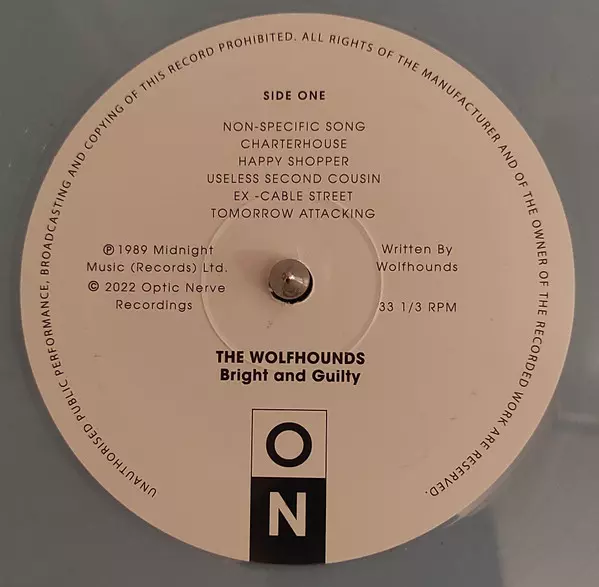 UNAUTHORISED PUBLIC PERFORMANCE, BROADCASTING AND COPYING OF THIS RECORD PROHIBITED. ALL RIGHTS OF THE MANUFACTURER AND OF THE OWNER OF THE RECORDED WORK ARE RESERVED.
SIDE ONE
NON-SPECIFIC SONG
CHARTERHOUSE
HAPPY SHOPPER
USELESS SECOND COUSIN
EX -CABLE STREET
TOMORROW ATTACKING
℗ 1989 Midnight
Music (Records) Ltd.
© 2022 Optic Nerve
Recordings
Written By
Wolfhounds
33 1/3 RPM
THE WOLFHOUNDS
Bright and Guilty
O
N